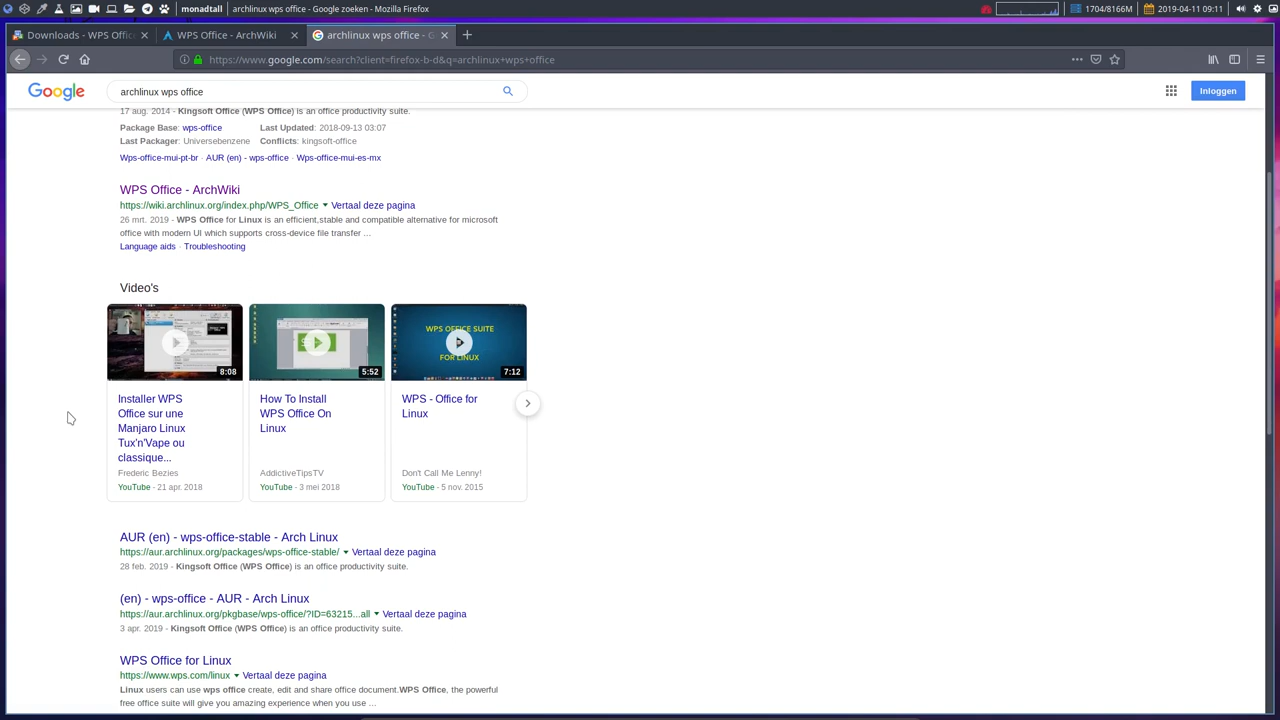 monadtall archlinux wps office - Google zoeken - Mozilla Firefox 1704/8166M 2019-04-11 09:11
Downloads - WPS Offic WPS Office - ArchWiki archlinux wps office - G
https://www.google.com/search?client=firefox-b-d&q=archlinux+wps+office
Google archlinux wps office Inloggen
17 aug. 2014 - Kingsoft Office (WPS Office) is an office productivity suite.
Package Base: wps-office Last Updated: 2018-09-13 03:07
Last Packager: Universebenzene Conflicts: kingsoft-office
Wps-office-mui-pt-br · AUR (en) - wps-office · Wps-office-mui-es-mx
WPS Office - ArchWiki
https://wiki.archlinux.org/index.php/WPS_Office Vertaal deze pagina
26 mrt. 2019 - WPS Office for Linux is an efficient,stable and compatible alternative for microsoft
office with modern UI which supports cross-device file transfer ...
Language aids · Troubleshooting
Video's
WPS OFFICE SUITE
FOR LINUX
8:08 5:52 7:12
Installer WPS
Office sur une
Manjaro Linux
Tux'n'Vape ou
classique...
Frederic Bezies
YouTube - 21 apr. 2018
How To Install
WPS Office On
Linux
AddictiveTipsTV
YouTube - 3 mei 2018
WPS - Office for
Linux
Don't Call Me Lenny!
YouTube - 5 nov. 2015
AUR (en) - wps-office-stable - Arch Linux
https://aur.archlinux.org/packages/wps-office-stable/ Vertaal deze pagina
28 feb. 2019 - Kingsoft Office (WPS Office) is an office productivity suite.
(en) - wps-office - AUR - Arch Linux
https://aur.archlinux.org/pkgbase/wps-office/?ID=63215...all Vertaal deze pagina
3 apr. 2019 - Kingsoft Office (WPS Office) is an office productivity suite.
WPS Office for Linux
https://www.wps.com/linux Vertaal deze pagina
Linux users can use wps office create, edit and share office document.WPS Office, the powerful
free office suite will give you amazing experience when you use ...